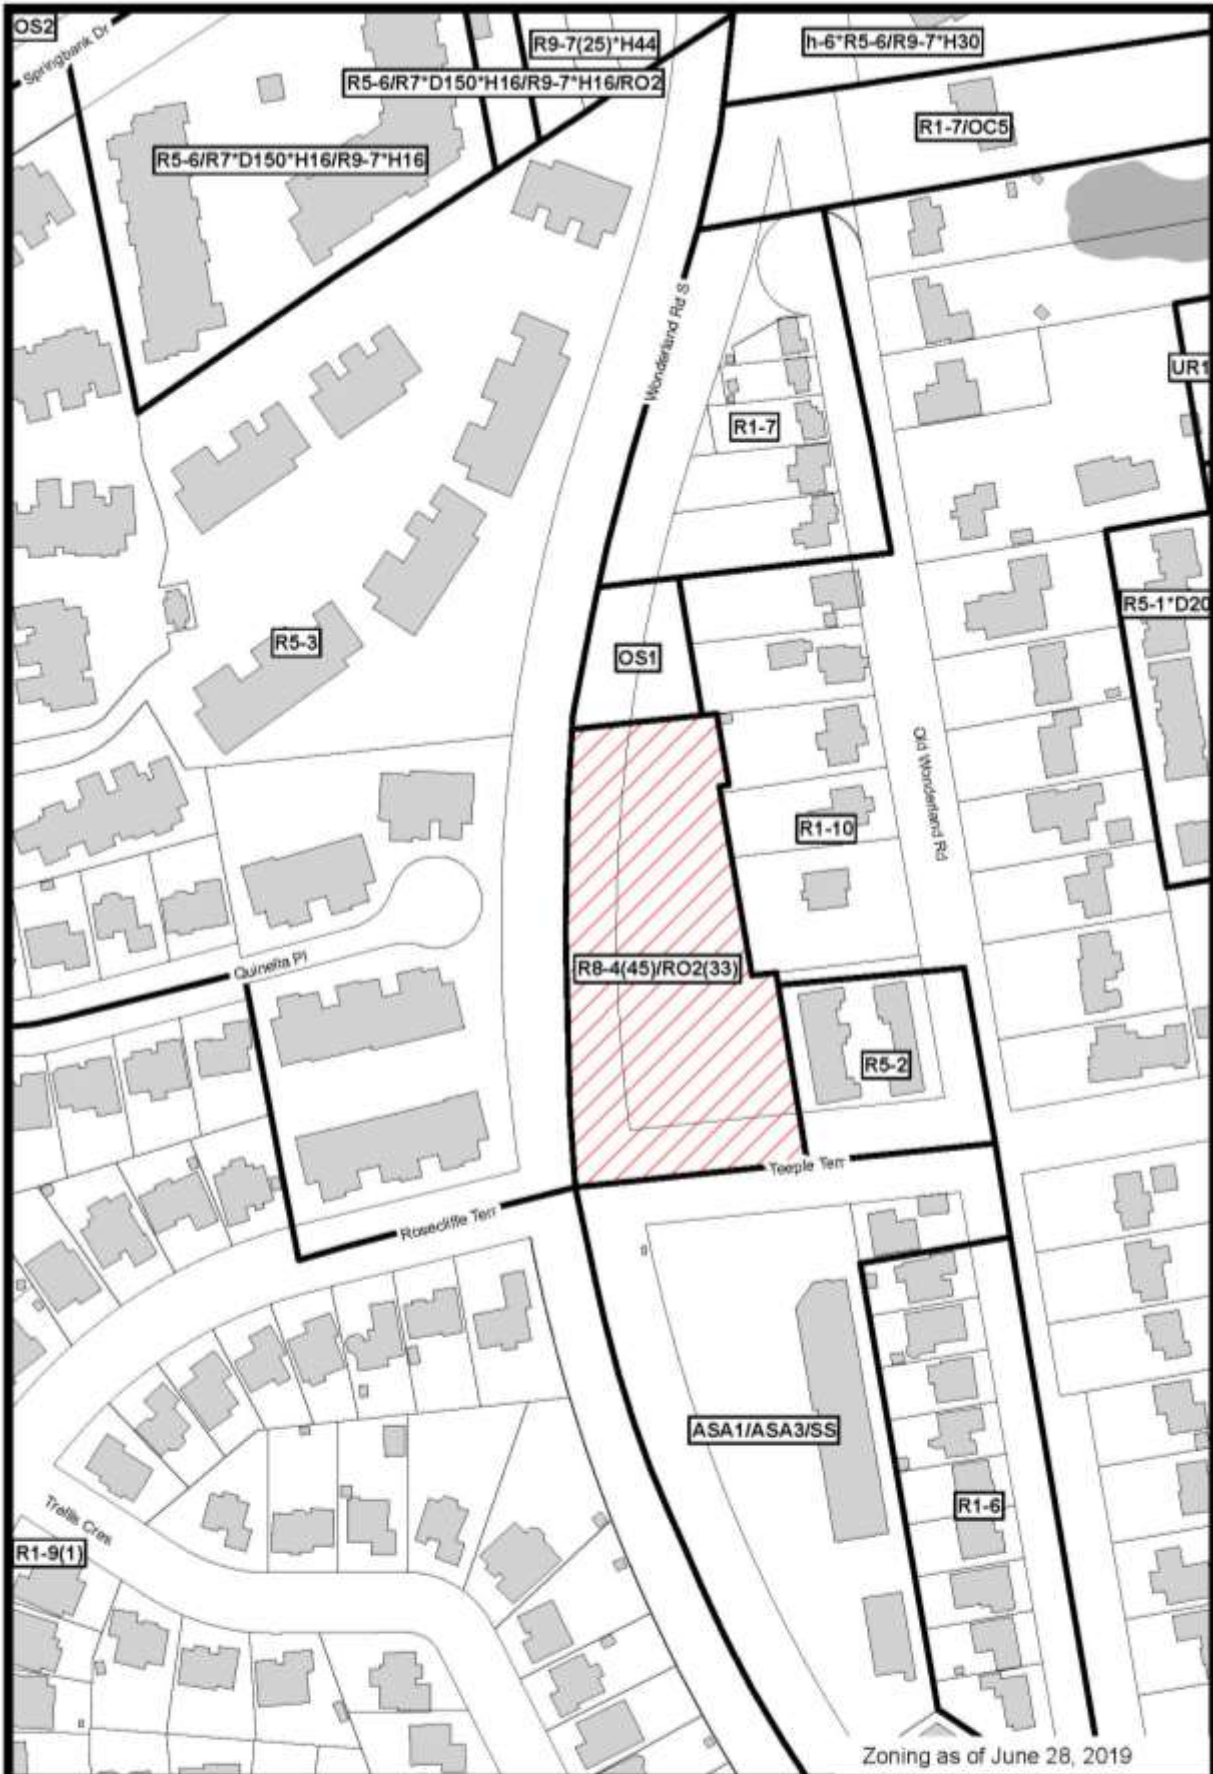 OS2
Springbank Dr
R9-7(25)*H44
h-6*R5-6/R9-7*H30
R5-6/R7*D150*H16/R9-7*H16/RO2
R1-7/OC5
R5-6/R7*D150*H16/R9-7*H16
Wonderland Rd S
UR1
R1-7
R5-1*D20
R5-3
OS1
Old Wonderland Rd
R1-10
Quinella Pl
R8-4(45)/RO2(33)
R5-2
Teeple Terr
Rosecliffe Terr
ASA1/ASA3/SS
R1-6
Trellis Cres
R1-9(1)
Zoning as of June 28, 2019